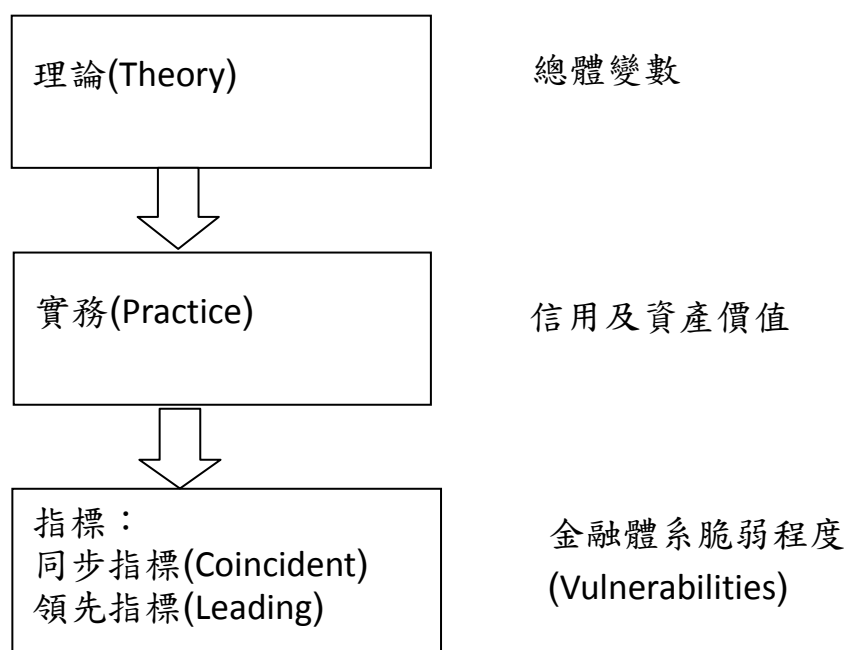 理論(Theory)
總體變數
實務(Practice)
信用及資產價值
指標：
同步指標(Coincident)
領先指標(Leading)
金融體系脆弱程度
(Vulnerabilities)